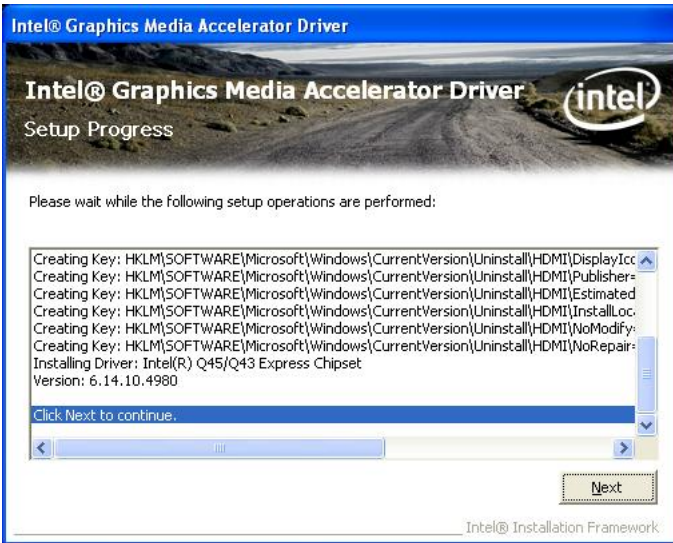 Intel® Graphics Media Accelerator Driver
Intel® Graphics Media Accelerator Driver
intel
Setup Progress
Please wait while the following setup operations are performed:
Creating Key: HKLM\SOFTWARE\Microsoft\Windows\CurrentVersion\Uninstall\HDMI\DisplayIcc
Creating Key: HKLM\SOFTWARE\Microsoft\Windows\CurrentVersion\Uninstall\HDMI\Publisher=
Creating Key: HKLM\SOFTWARE\Microsoft\Windows\CurrentVersion\Uninstall\HDMI\Estimated
Creating Key: HKLM\SOFTWARE\Microsoft\Windows\CurrentVersion\Uninstall\HDMI\InstallLoc
Creating Key: HKLM\SOFTWARE\Microsoft\Windows\CurrentVersion\Uninstall\HDMI\NoModify=
Creating Key: HKLM\SOFTWARE\Microsoft\Windows\CurrentVersion\Uninstall\HDMI\NoRepair=
Installing Driver: Intel(R) Q45/Q43 Express Chipset
Version: 6.14.10.4980
Click Next to continue.
Next
Intel® Installation Framework